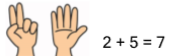 2 + 5 = 7